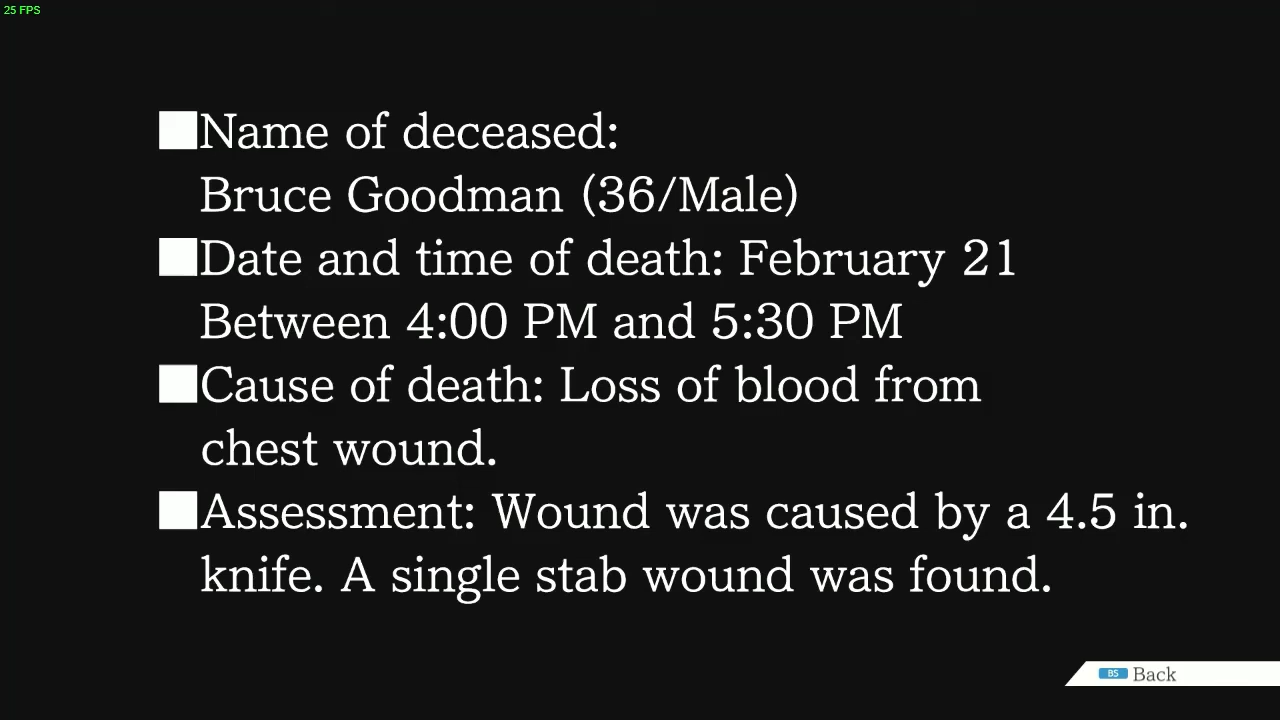 25 FPS
■Name of deceased:
Bruce Goodman (36/Male)
■Date and time of death: February 21
Between 4:00 PM and 5:30 PM
■Cause of death: Loss of blood from
chest wound.
■Assessment: Wound was caused by a 4.5 in.
knife. A single stab wound was found.
BS Back